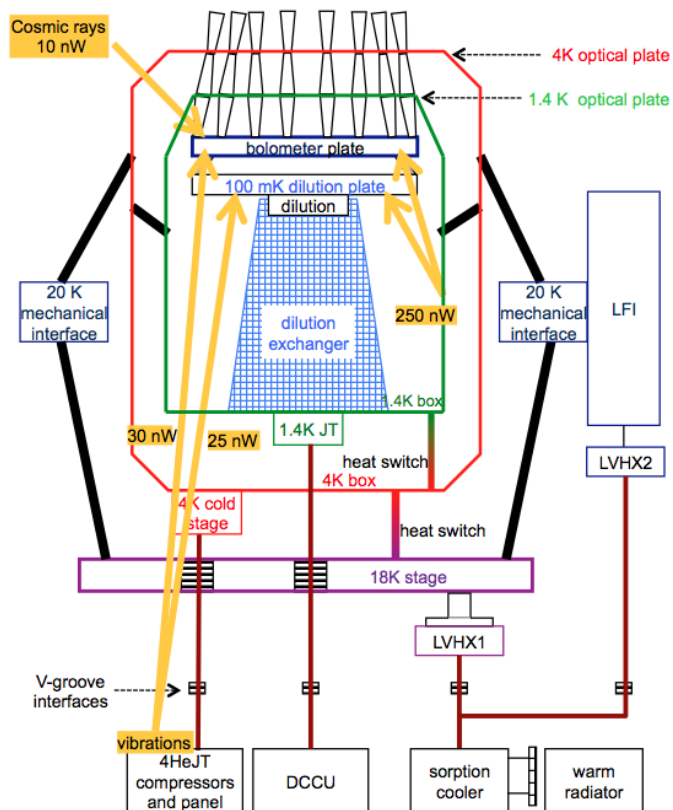 Cosmic rays
10 nW
4K optical plate
1.4 K optical plate
bolometer plate
100 mK dilution plate
dilution
20 K
mechanical
interface
dilution
exchanger
250 nW
20 K
mechanical
interface
LFI
1.4K box
30 nW
25 nW
1.4K JT
heat switch
4K box
LVHX2
4K cold
stage
heat switch
18K stage
LVHX1
V-groove
interfaces
vibrations
4HeJT
compressors
and panel
DCCU
sorption
cooler
warm
radiator